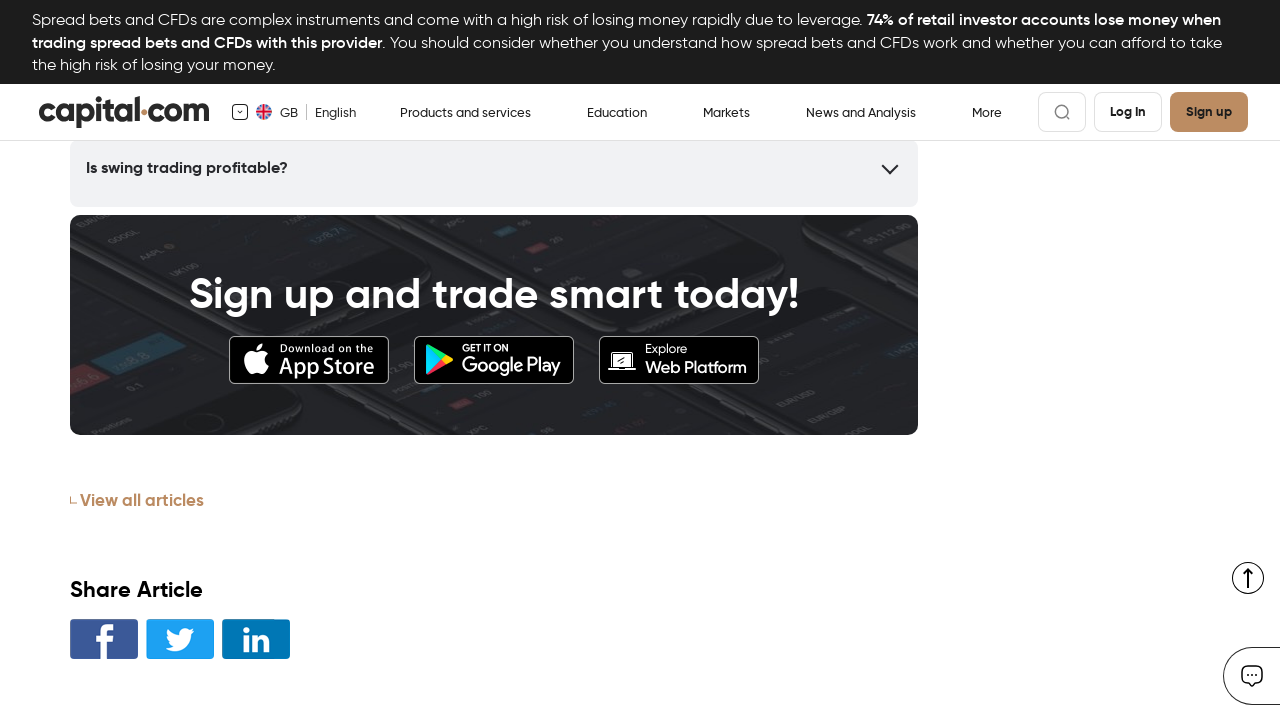 Spread bets and CFDs are complex instruments and come with a high risk of losing money rapidly due to leverage. 74% of retail investor accounts lose money when
trading spread bets and CFDs with this provider. You should consider whether you understand how spread bets and CFDs work and whether you can afford to take
the high risk of losing your money.
capital.com GB English Products and services Education Markets News and Analysis More Log In Sign up
Is swing trading profitable?
Sign up and trade smart today!
Download on the
App Store
GET IT ON
Google Play
Explore
Web Platform
View all articles
Share Article